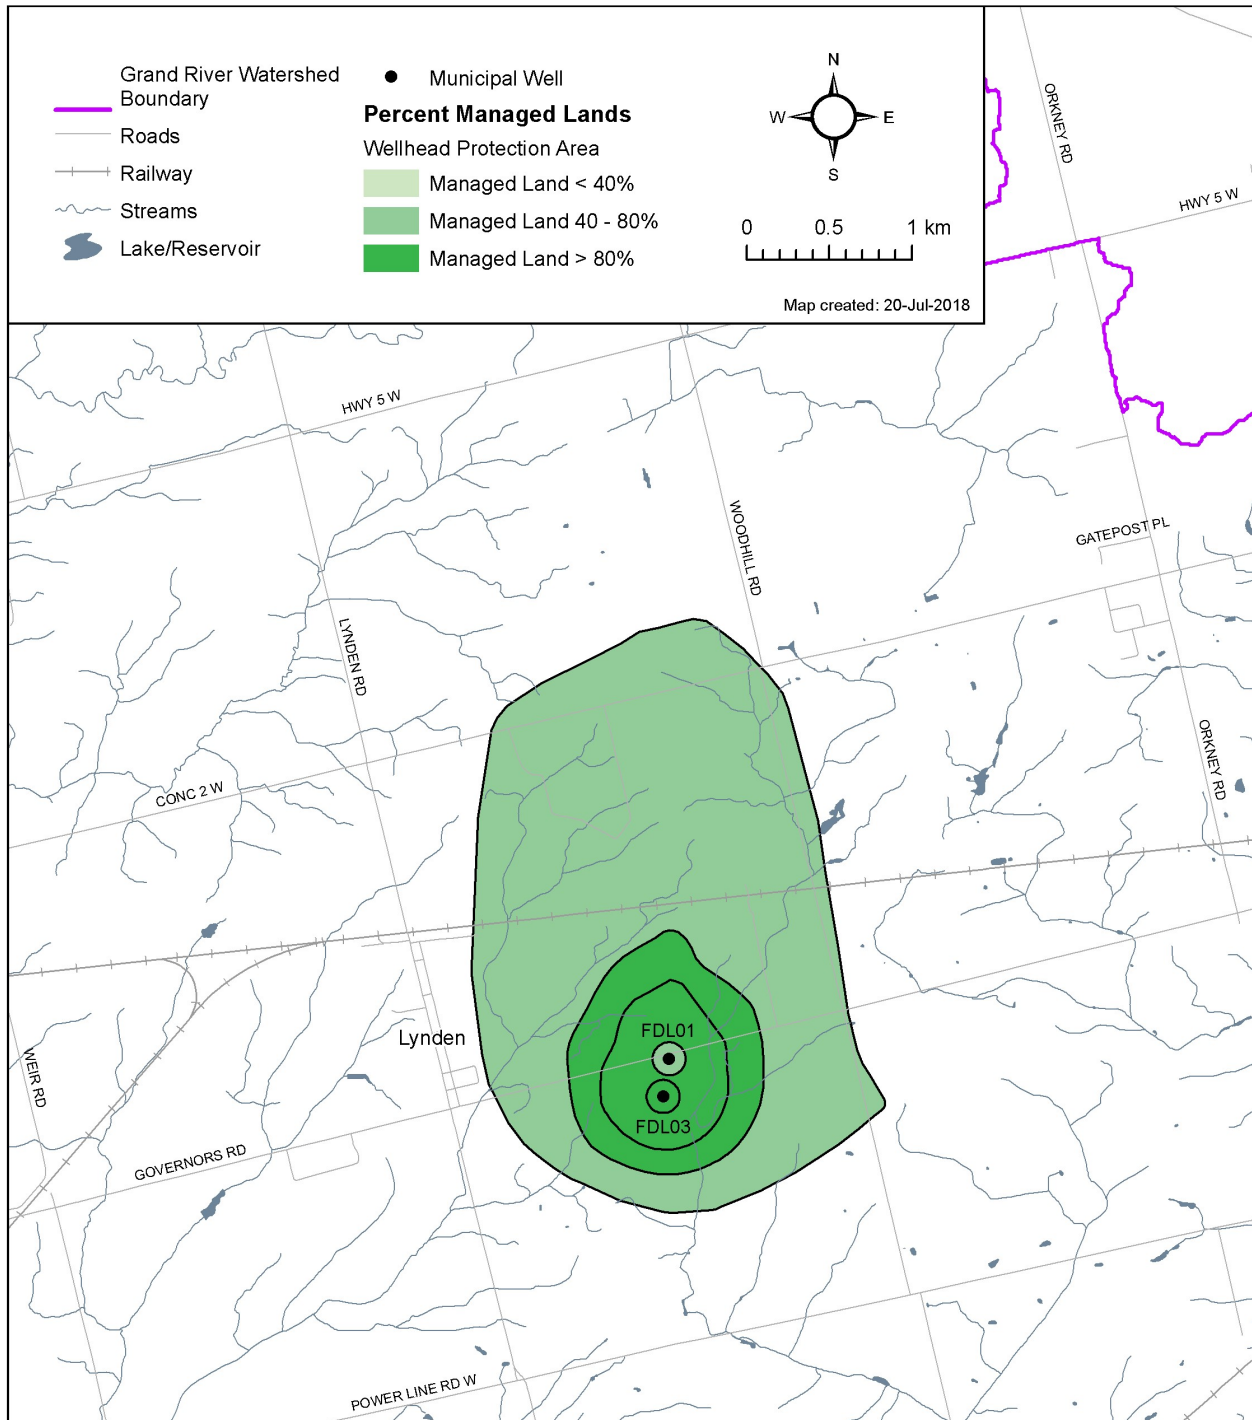 Grand River Watershed
Boundary
Roads
Railway
Streams
Lake/Reservoir
Municipal Well
Percent Managed Lands
Wellhead Protection Area
Managed Land < 40%
Managed Land 40 - 80%
Managed Land > 80%
N
W
E
S
0 0.5 1 km
Map created: 20-Jul-2018
ORKNEY RD
HWY 5 W
HWY 5 W
WOODHILL RD
GATEPOST PL
LYNDEN RD
ORKNEY RD
CONC 2 W
Lynden
FDL01
WEIR RD
FDL03
GOVERNORS RD
POWER LINE RD W